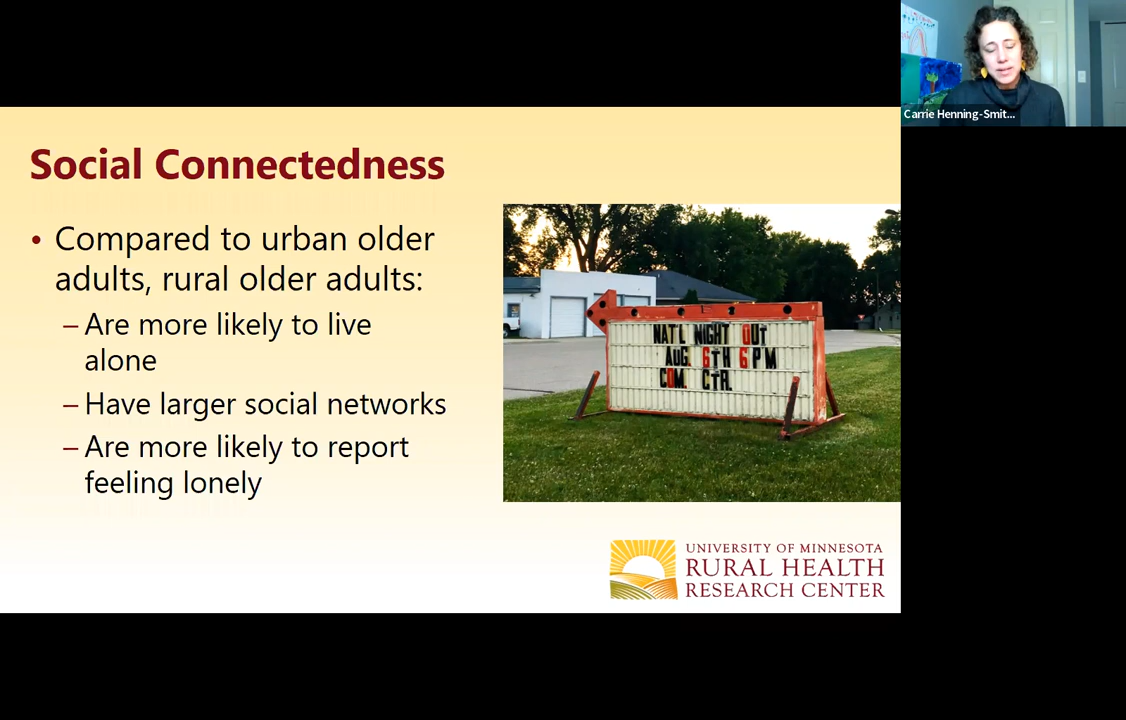 Carrie Henning-Smit...
Social Connectedness
• Compared to urban older
adults, rural older adults:
– Are more likely to live
alone
– Have larger social networks
– Are more likely to report
feeling lonely
NAT'L NIGHT OUT
AUG. 6TH 6PM
COM. CTR.
UNIVERSITY OF MINNESOTA
RURAL HEALTH
RESEARCH CENTER